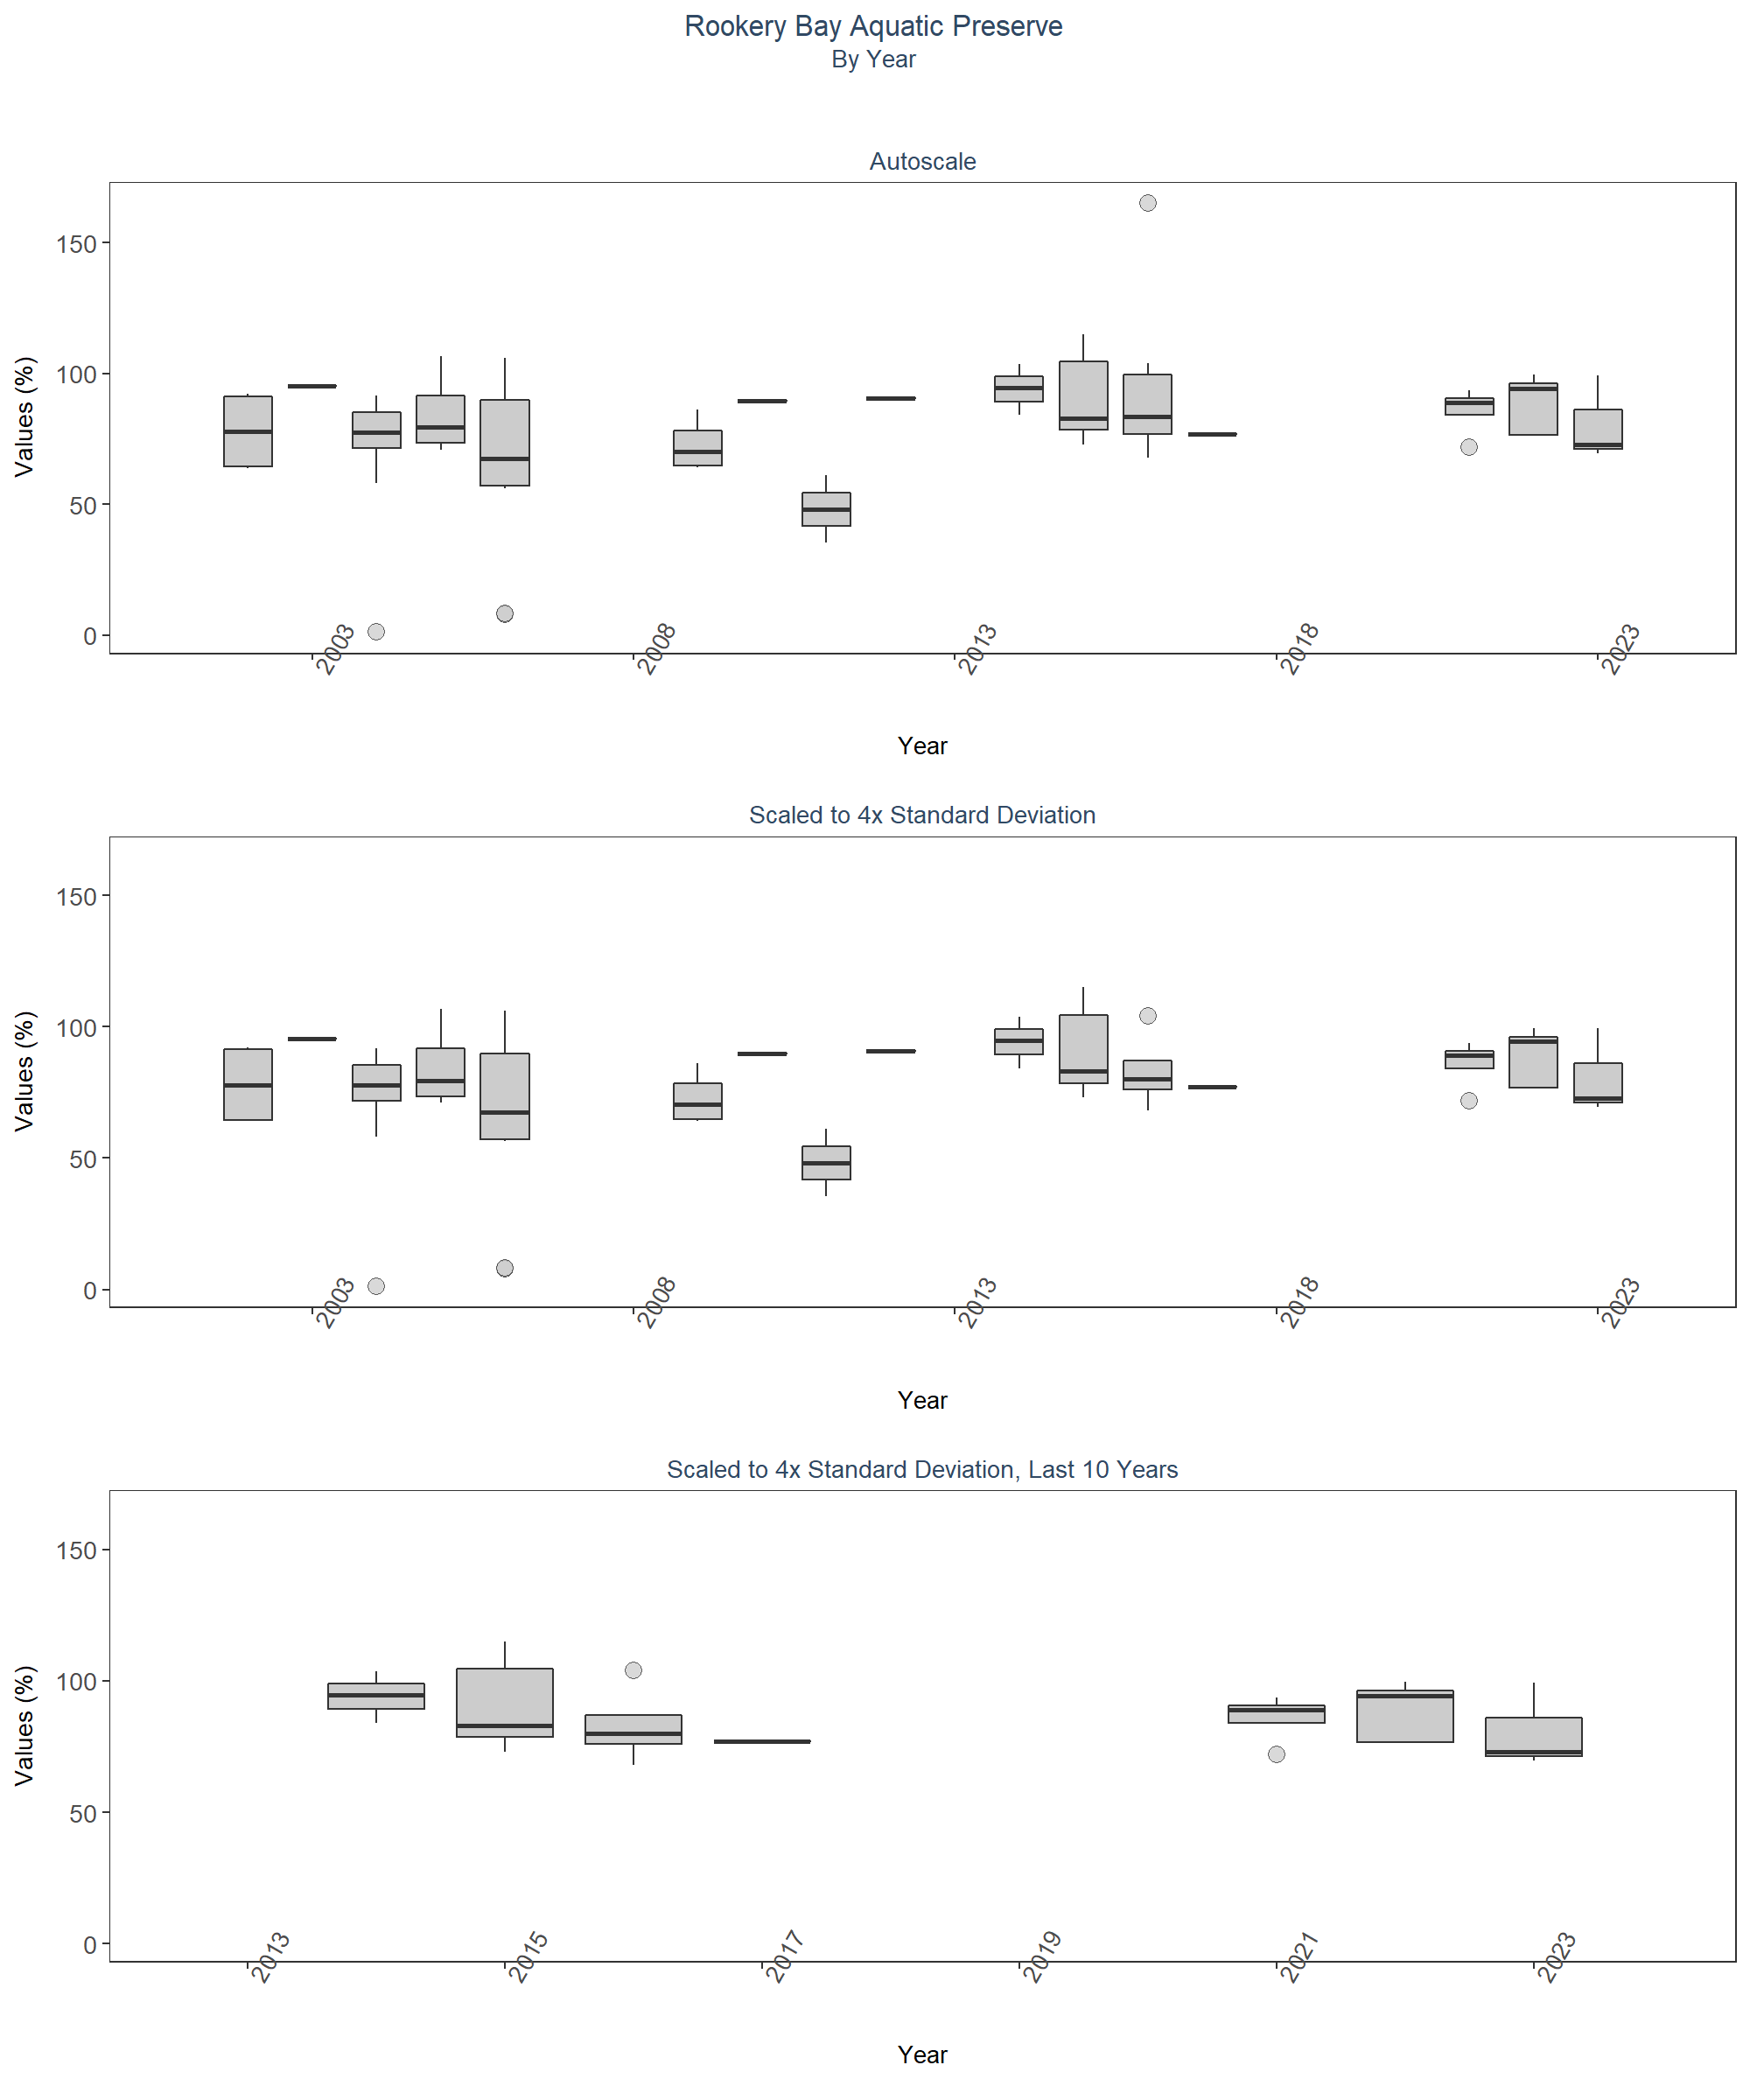 Rookery Bay Aquatic Preserve
By Year
Autoscale
Values (%)
150
100
50
0
2003 2008 2013 2018 2023
Year
Scaled to 4x Standard Deviation
Values (%)
150
100
50
0
2003 2008 2013 2018 2023
Year
Scaled to 4x Standard Deviation, Last 10 Years
Values (%)
150
100
50
0
2013 2015 2017 2019 2021 2023
Year